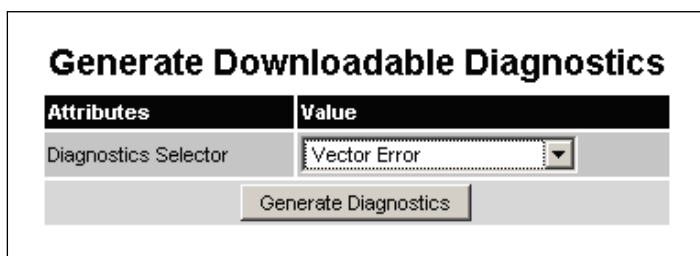 Generate Downloadable Diagnostics
Attributes Value
Diagnostics Selector Vector Error
Generate Diagnostics